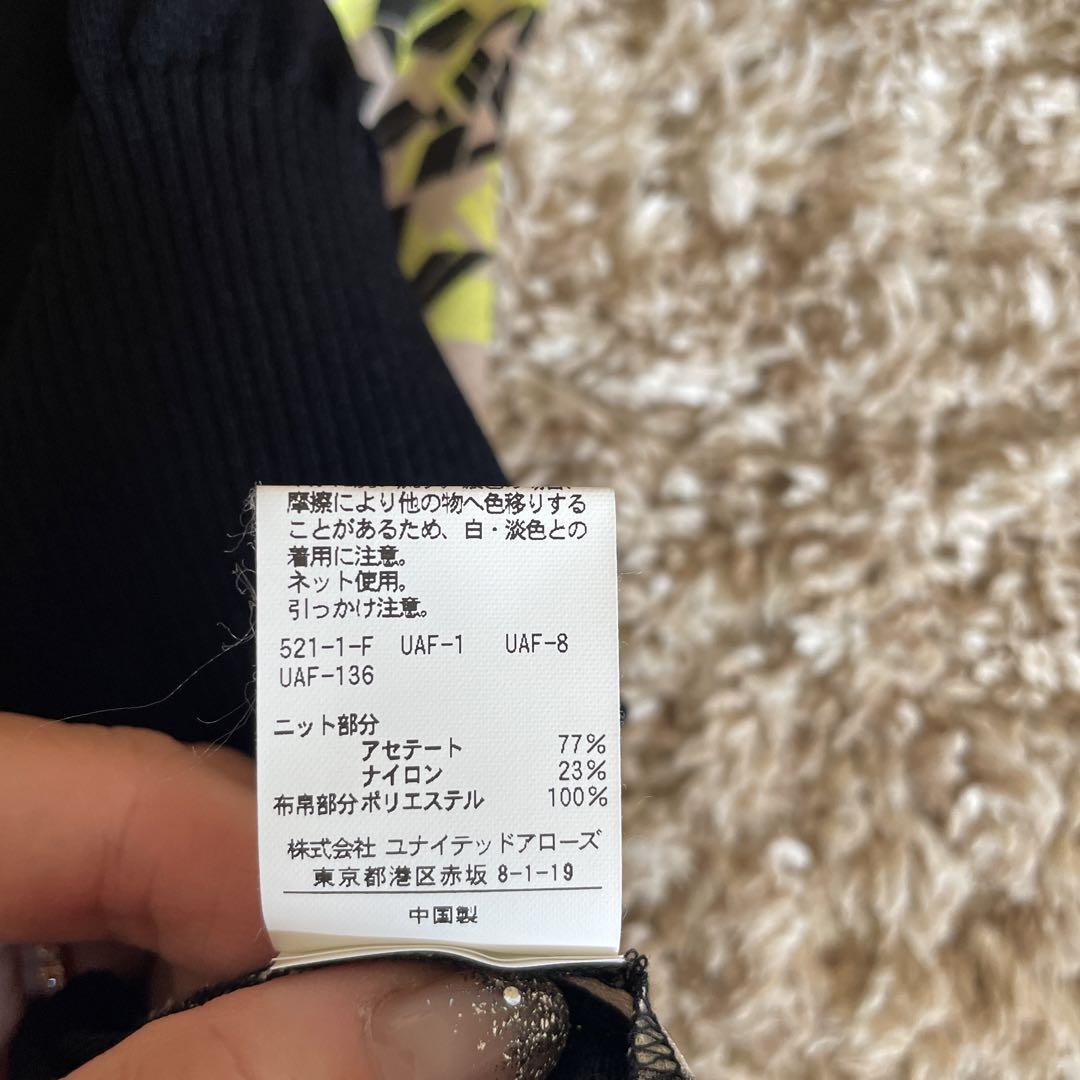 摩擦により他の物へ色移りする
ことがあるため、白・淡色との
着用に注意。
ネット使用。
引っかけ注意。
521-1-F UAF-1 UAF-8
UAF-136
ニット部分
アセテート 77%
ナイロン 23%
布帛部分ポリエステル 100%
株式会社 ユナイテッドアローズ
東京都港区赤坂 8-1-19
中国製